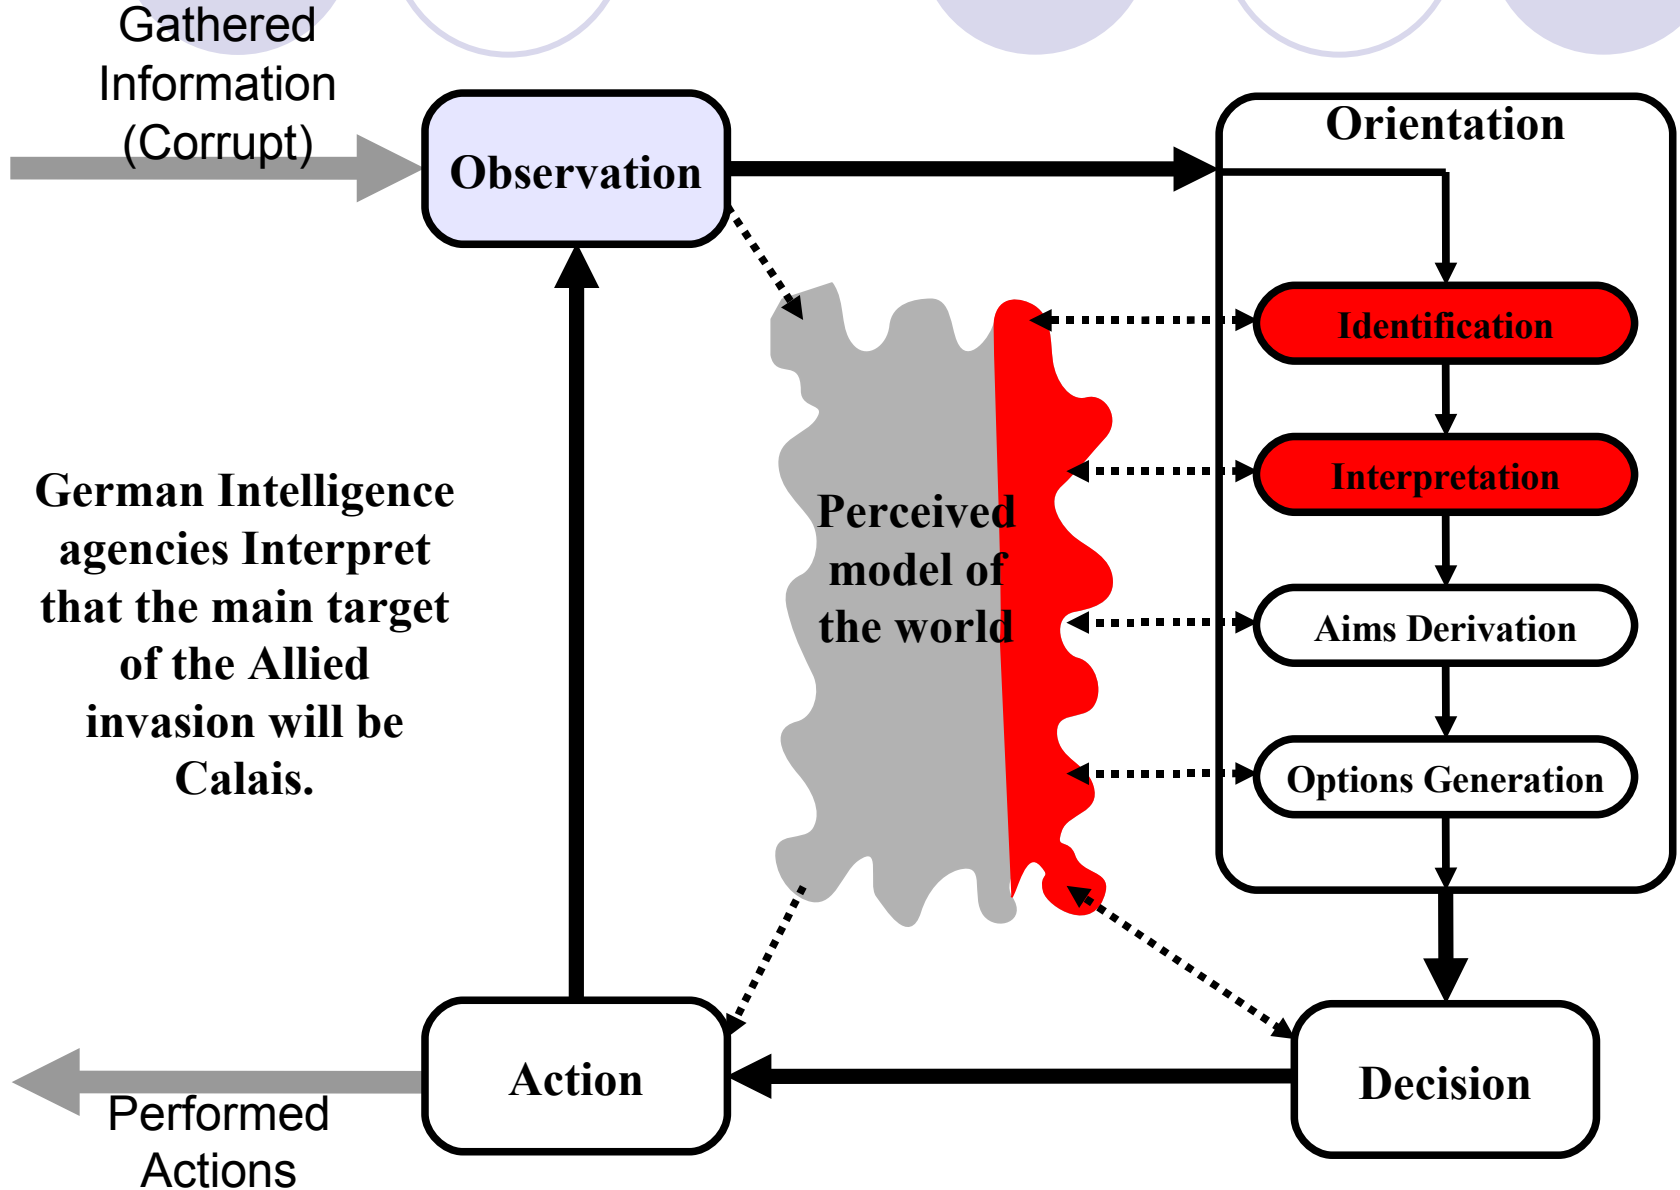 Gathered
Information
(Corrupt)
Observation
Orientation
Identification
Interpretation
Aims Derivation
Options Generation
Perceived
model of
the world
German Intelligence
agencies Interpret
that the main target
of the Allied
invasion will be
Calais.
Action
Decision
Performed
Actions